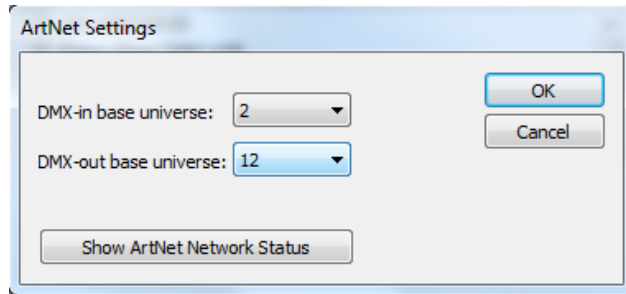 ArtNet Settings
DMX-in base universe: 2
OK
Cancel
DMX-out base universe: 12
Show ArtNet Network Status